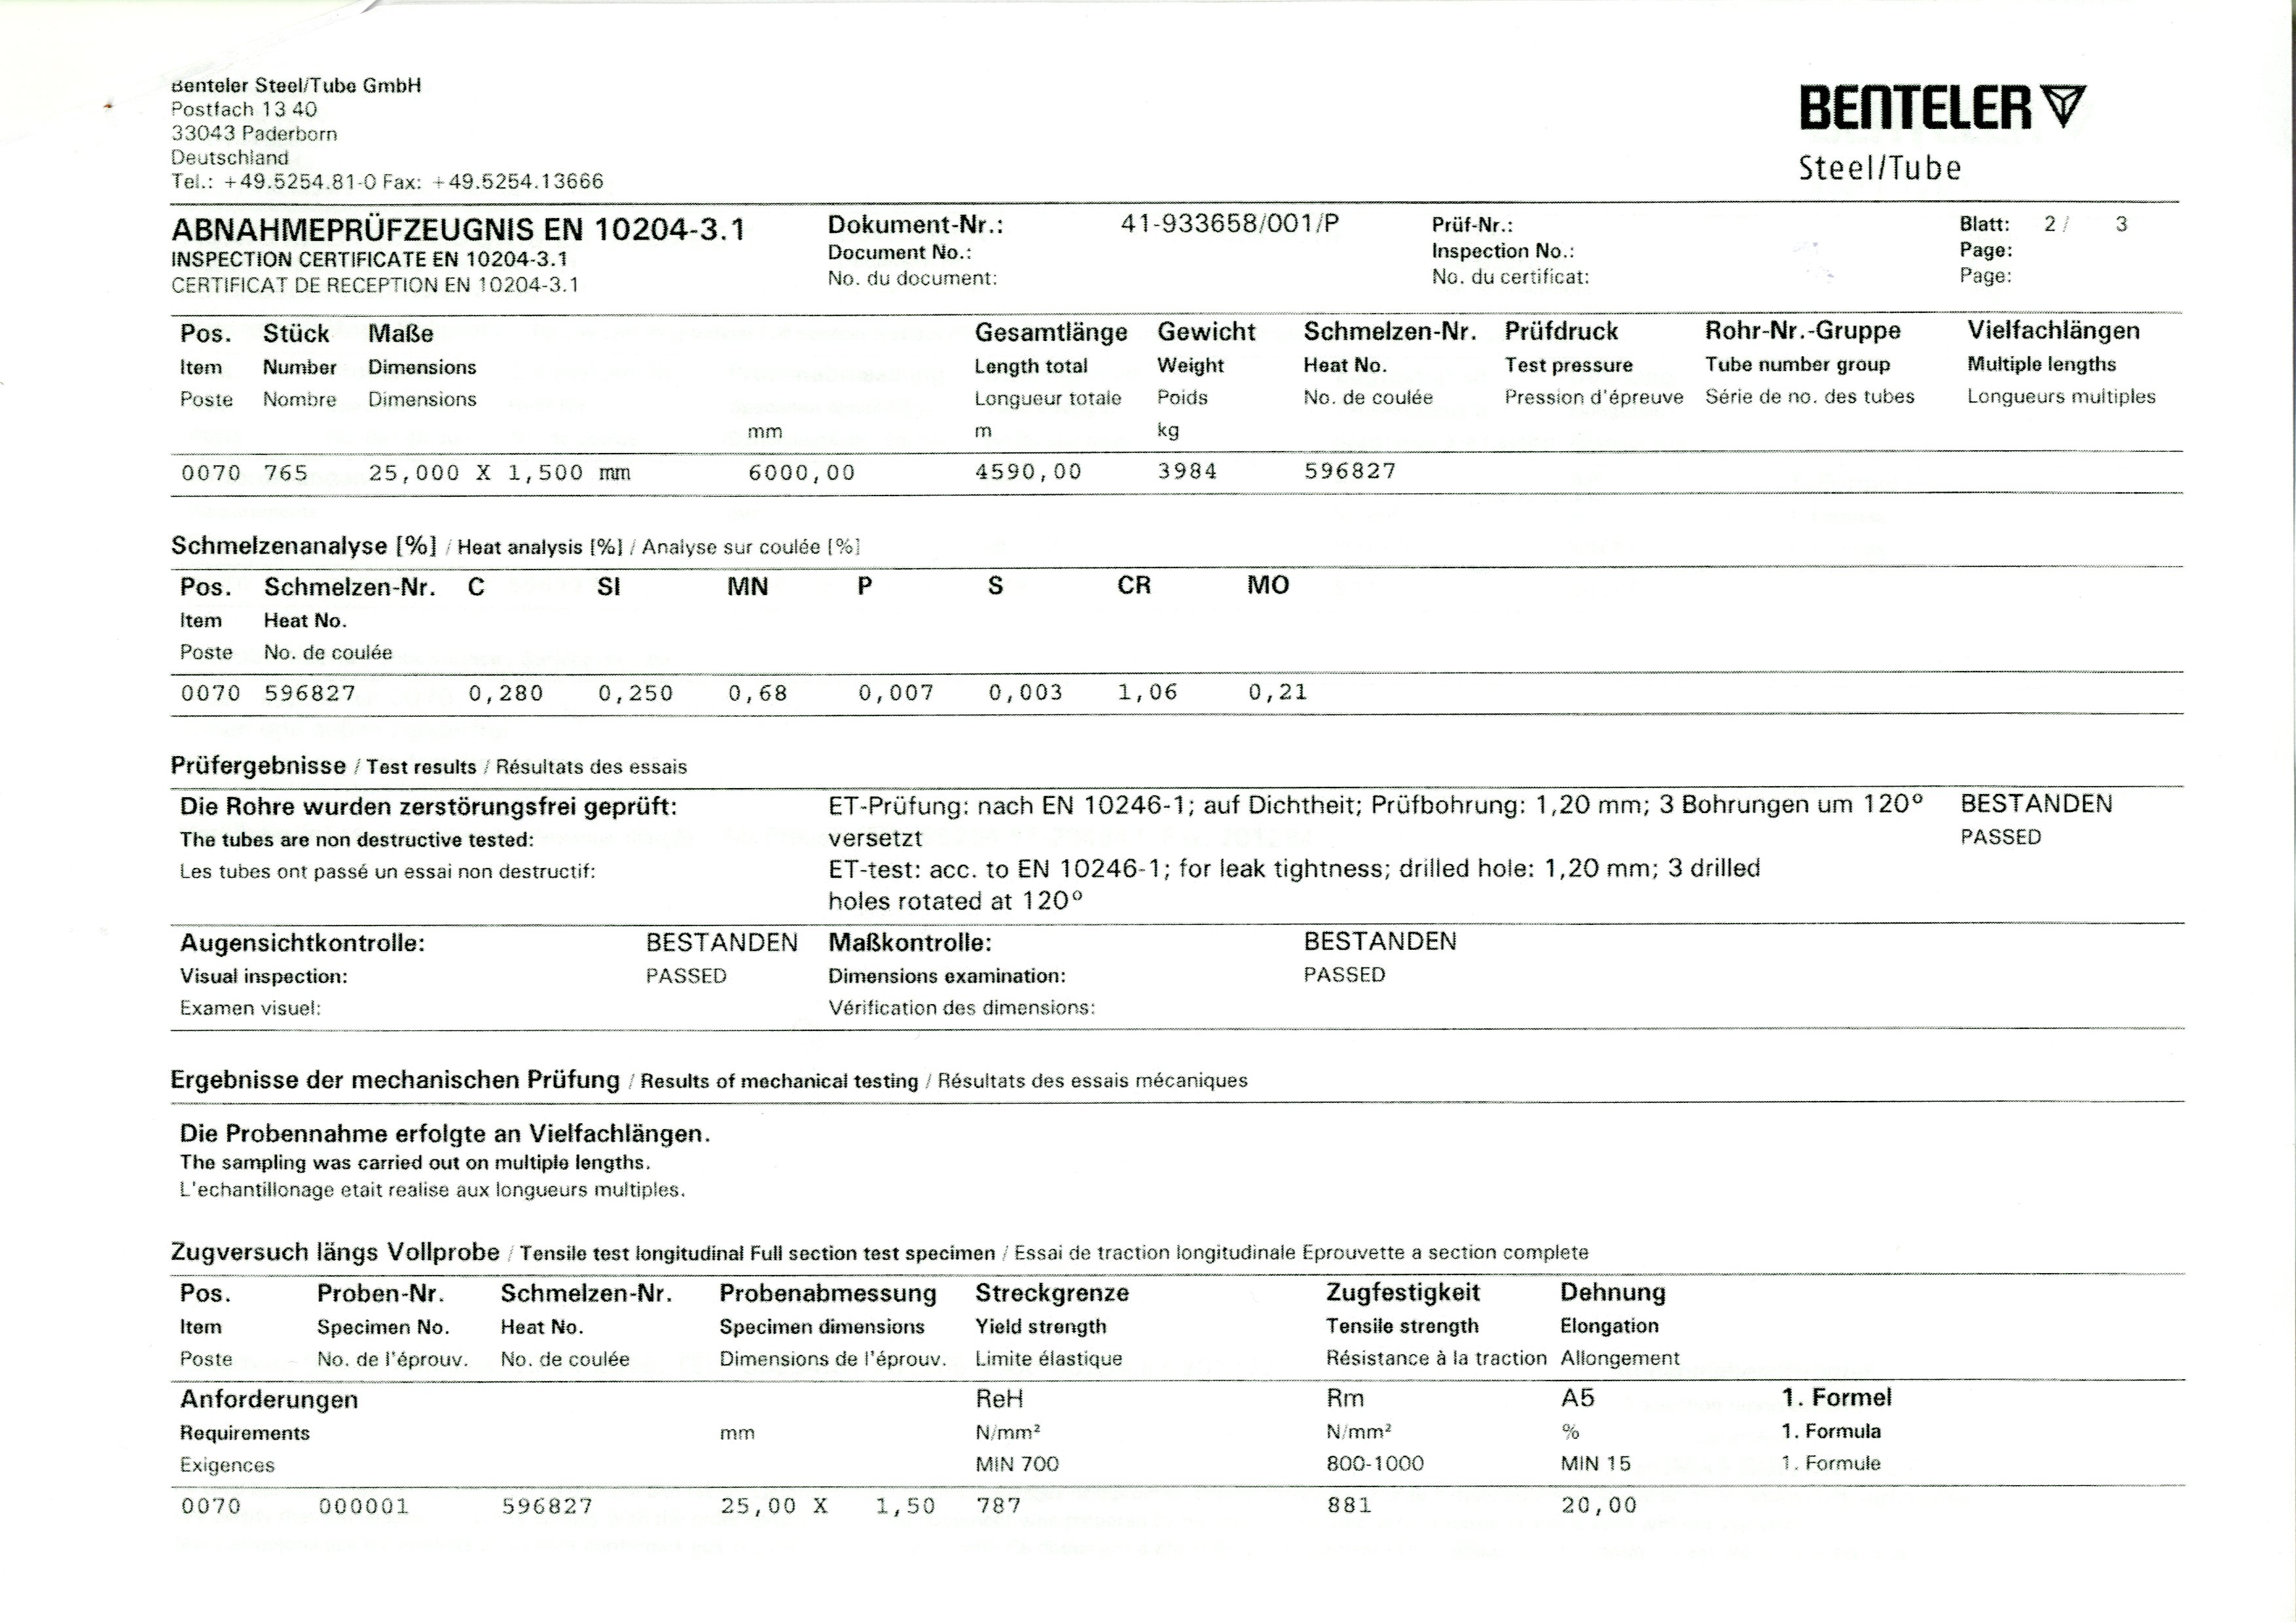 Benteler Steel/Tube GmbH
Postfach 13 40
33043 Paderborn
Deutschland
Tel.: +49.5254.81-0 Fax: +49.5254.13666
BENTELER
Steel/Tube
ABNAHMEPRÜFZEUGNIS EN 10204-3.1
INSPECTION CERTIFICATE EN 10204-3.1
CERTIFICAT DE RECEPTION EN 10204-3.1
Dokument-Nr.: 41-933658/001/P
Document No.:
No. du document:
Prüf-Nr.:
Inspection No.:
No. du certificat:
Blatt: 2 / 3
Page:
Page:
Pos. Stück Maße Gesamtlänge Gewicht Schmelzen-Nr. Prüfdruck Rohr-Nr.-Gruppe Vielfachlängen
Item Number Dimensions Length total Weight Heat No. Test pressure Tube number group Multiple lengths
Poste Nombre Dimensions Longueur totale Poids No. de coulée Pression d'épreuve Série de no. des tubes Longueurs multiples
mm m kg
0070 765 25,000 X 1,500 mm 6000,00 4590,00 3984 596827
Schmelzenanalyse [%] / Heat analysis [%] / Analyse sur coulée [%]
Pos. Schmelzen-Nr. C SI MN P S CR MO
Item Heat No.
Poste No. de coulée
0070 596827 0,280 0,250 0,68 0,007 0,003 1,06 0,21
Prüfergebnisse / Test results / Résultats des essais
Die Rohre wurden zerstörungsfrei geprüft:
The tubes are non destructive tested:
Les tubes ont passé un essai non destructif:
ET-Prüfung: nach EN 10246-1; auf Dichtheit; Prüfbohrung: 1,20 mm; 3 Bohrungen um 120º
versetzt
ET-test: acc. to EN 10246-1; for leak tightness; drilled hole: 1,20 mm; 3 drilled
holes rotated at 120º
BESTANDEN
PASSED
Augensichtkontrolle: BESTANDEN Maßkontrolle: BESTANDEN
Visual inspection: PASSED Dimensions examination: PASSED
Examen visuel: Vérification des dimensions:
Ergebnisse der mechanischen Prüfung / Results of mechanical testing / Résultats des essais mécaniques
Die Probennahme erfolgte an Vielfachlängen.
The sampling was carried out on multiple lengths.
L'echantillonage etait realise aux longueurs multiples.
Zugversuch längs Vollprobe / Tensile test longitudinal Full section test specimen / Essai de traction longitudinale Eprouvette a section complete
Pos. Proben-Nr. Schmelzen-Nr. Probenabmessung Streckgrenze Zugfestigkeit Dehnung
Item Specimen No. Heat No. Specimen dimensions Yield strength Tensile strength Elongation
Poste No. de l'éprouv. No. de coulée Dimensions de l'éprouv. Limite élastique Résistance à la traction Allongement
Anforderungen ReH Rm A5 1. Formel
Requirements mm N/mm² N/mm² % 1. Formula
Exigences MIN 700 800-1000 MIN 15 1. Formule
0070 000001 596827 25,00 X 1,50 787 881 20,00